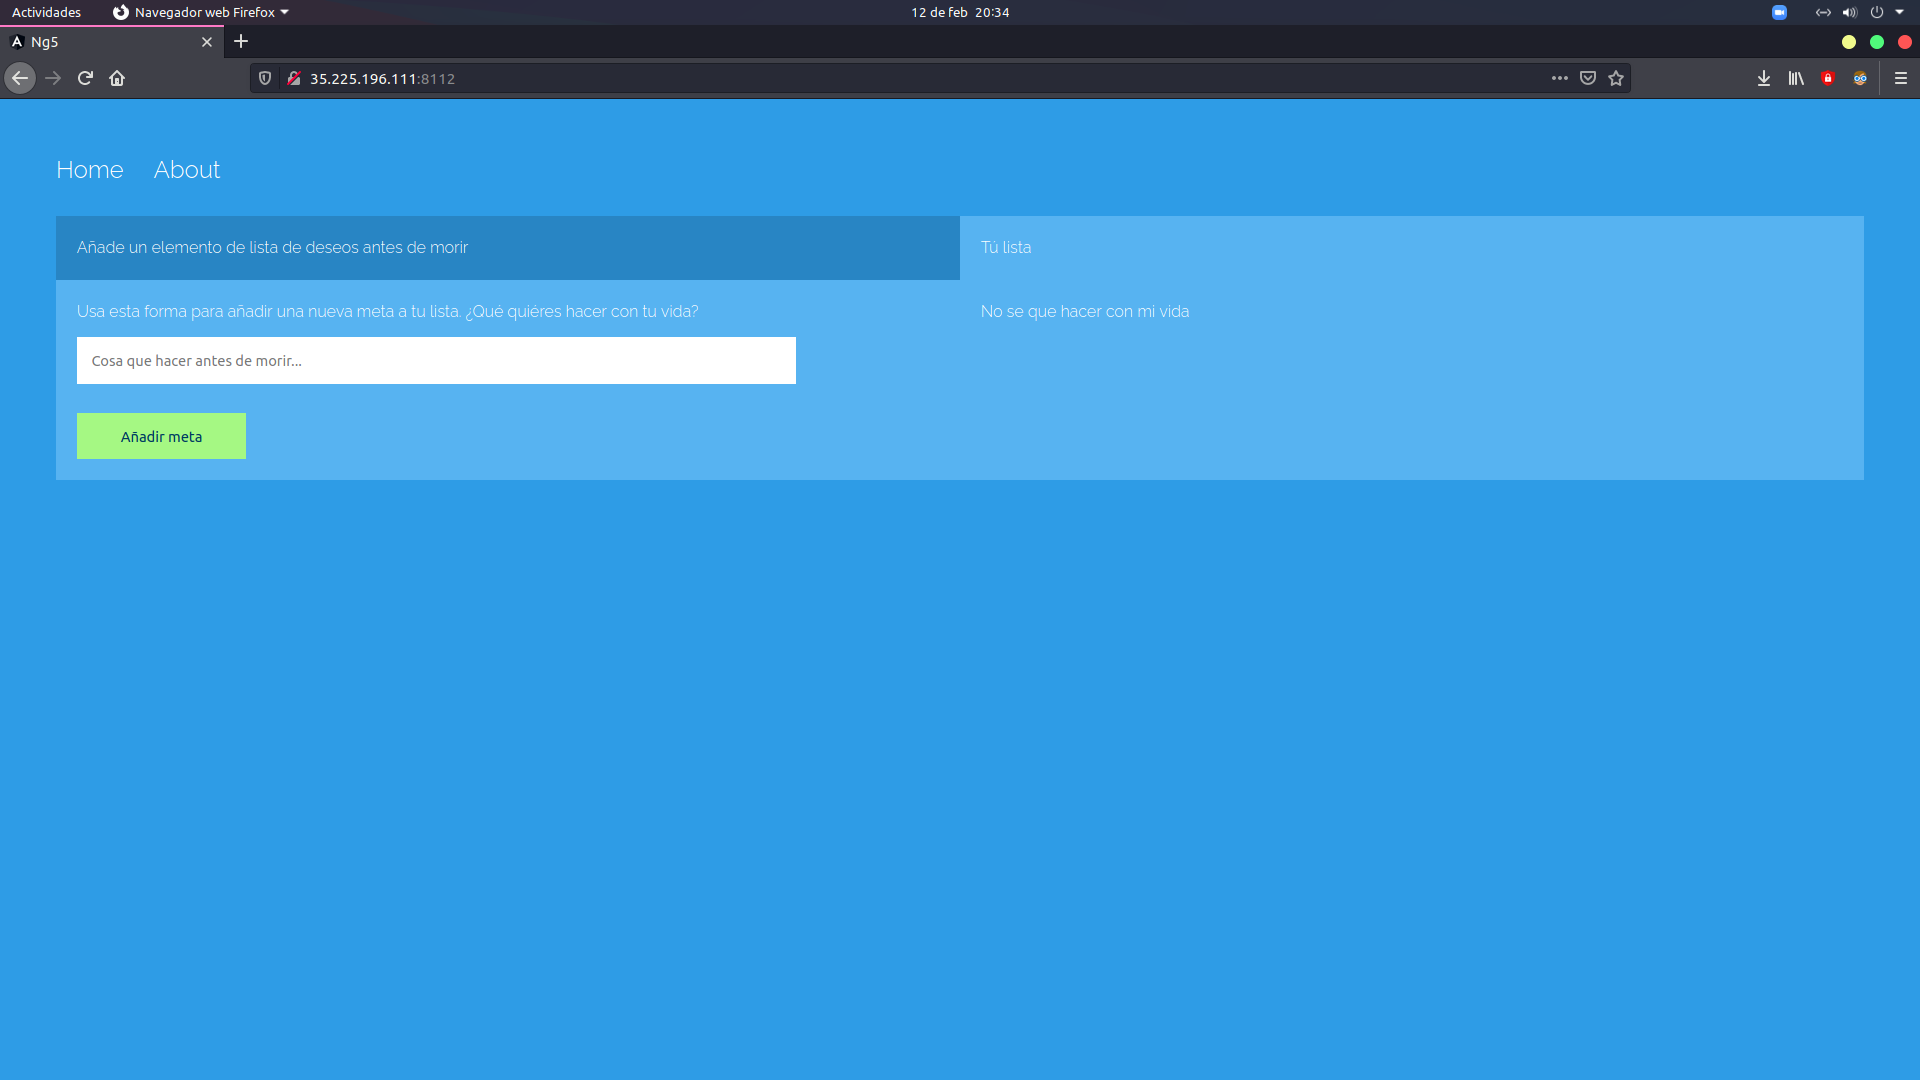 Actividades Navegador web Firefox 12 de feb 20:34
Ng5
35.225.196.111:8112
Home About
Añade un elemento de lista de deseos antes de morir
Usa esta forma para añadir una nueva meta a tu lista. ¿Qué quiéres hacer con tu vida?
Cosa que hacer antes de morir...
Añadir meta
Tú lista
No se que hacer con mi vida